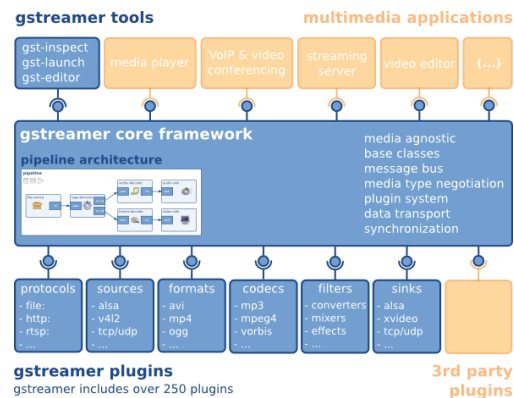 gstreamer tools
multimedia applications
gst-inspect
gst-launch
gst-editor
media player
VoIP & video
conferencing
streaming
server
video editor
(...)
gstreamer core framework
pipeline architecture
pipeline
media agnostic
base classes
message bus
media type negotiation
plugin system
data transport
synchronization
protocols
- file:
- http:
- rtsp:
- ...
sources
- alsa
- v4l2
- tcp/udp
- ...
formats
- avi
- mp4
- ogg
- ...
codecs
- mp3
- mpeg4
- vorbis
- ...
filters
- converters
- mixers
- effects
- ...
sinks
- alsa
- xvideo
- tcp/udp
- ...
gstreamer plugins
gstreamer includes over 250 plugins
3rd party
plugins